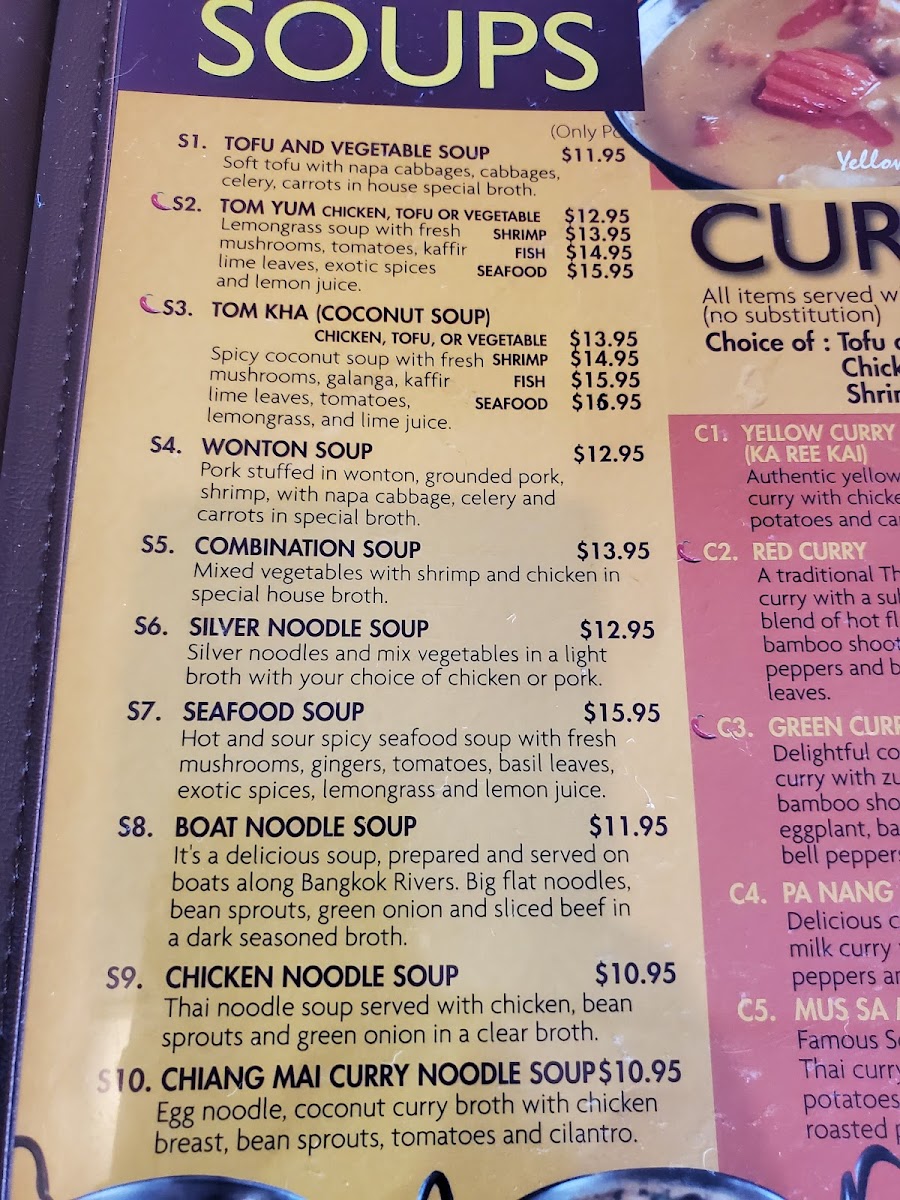 SOUPS
(Only
S1. TOFU AND VEGETABLE SOUP $11.95
Soft tofu with napa cabbages, cabbages,
celery, carrots in house special broth.
S2. TOM YUM CHICKEN, TOFU OR VEGETABLE $12.95
Lemongrass soup with fresh SHRIMP $13.95
mushrooms, tomatoes, kaffir FISH $14.95
lime leaves, exotic spices SEAFOOD $15.95
and lemon juice.
S3. TOM KHA (COCONUT SOUP)
CHICKEN, TOFU, OR VEGETABLE $13.95
Spicy coconut soup with fresh SHRIMP $14.95
mushrooms, galanga, kaffir FISH $15.95
lime leaves, tomatoes, SEAFOOD $16.95
lemongrass, and lime juice.
S4. WONTON SOUP $12.95
Pork stuffed in wonton, grounded pork,
shrimp, with napa cabbage, celery and
carrots in special broth.
S5. COMBINATION SOUP $13.95
Mixed vegetables with shrimp and chicken in
special house broth.
S6. SILVER NOODLE SOUP $12.95
Silver noodles and mix vegetables in a light
broth with your choice of chicken or pork.
S7. SEAFOOD SOUP $15.95
Hot and sour spicy seafood soup with fresh
mushrooms, gingers, tomatoes, basil leaves,
exotic spices, lemongrass and lemon juice.
S8. BOAT NOODLE SOUP $11.95
It's a delicious soup, prepared and served on
boats along Bangkok Rivers. Big flat noodles,
bean sprouts, green onion and sliced beef in
a dark seasoned broth.
S9. CHICKEN NOODLE SOUP $10.95
Thai noodle soup served with chicken, bean
sprouts and green onion in a clear broth.
S10. CHIANG MAI CURRY NOODLE SOUP $10.95
Egg noodle, coconut curry broth with chicken
breast, bean sprouts, tomatoes and cilantro.
Yellow
CUR
All items served w
(no substitution)
Choice of : Tofu
Chick
Shri
C1. YELLOW CURRY
(KA REE KAI)
Authentic yellow
curry with chicke
potatoes and ca
C2. RED CURRY
A traditional Th
curry with a su
blend of hot fl
bamboo shoot
peppers and b
leaves.
C3. GREEN CURR
Delightful co
curry with zu
bamboo sho
eggplant, ba
bell peppers
C4. PA NANG
Delicious c
milk curry
peppers an
C5. MUS SA
Famous S
Thai curry
potatoes
roasted